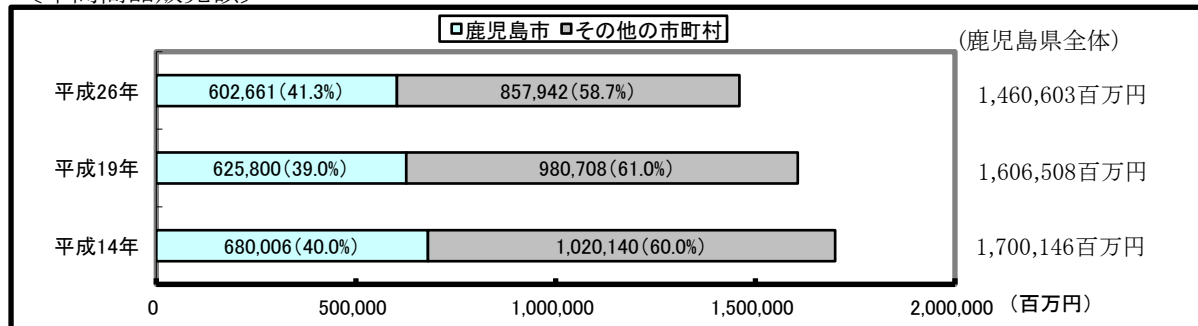 □鹿児島市 □その他の市町村
(鹿児島県全体)
平成26年 602,661(41.3%) 857,942(58.7%) 1,460,603百万円
平成19年 625,800(39.0%) 980,708(61.0%) 1,606,508百万円
平成14年 680,006(40.0%) 1,020,140(60.0%) 1,700,146百万円
0 500,000 1,000,000 1,500,000 2,000,000 (百万円)